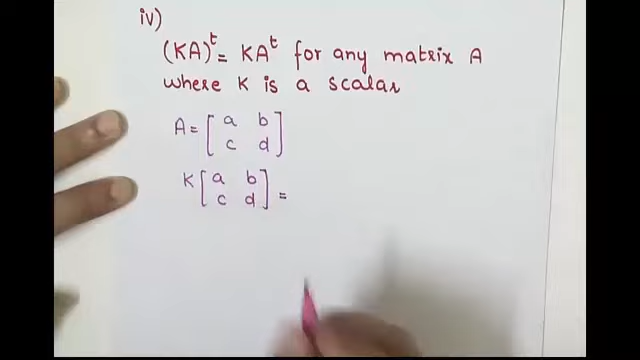 iv)
(KA)ᵗ = KAᵗ for any matrix A
where K is a scalar
A = [ a b
c d ]
K [ a b
c d ] =